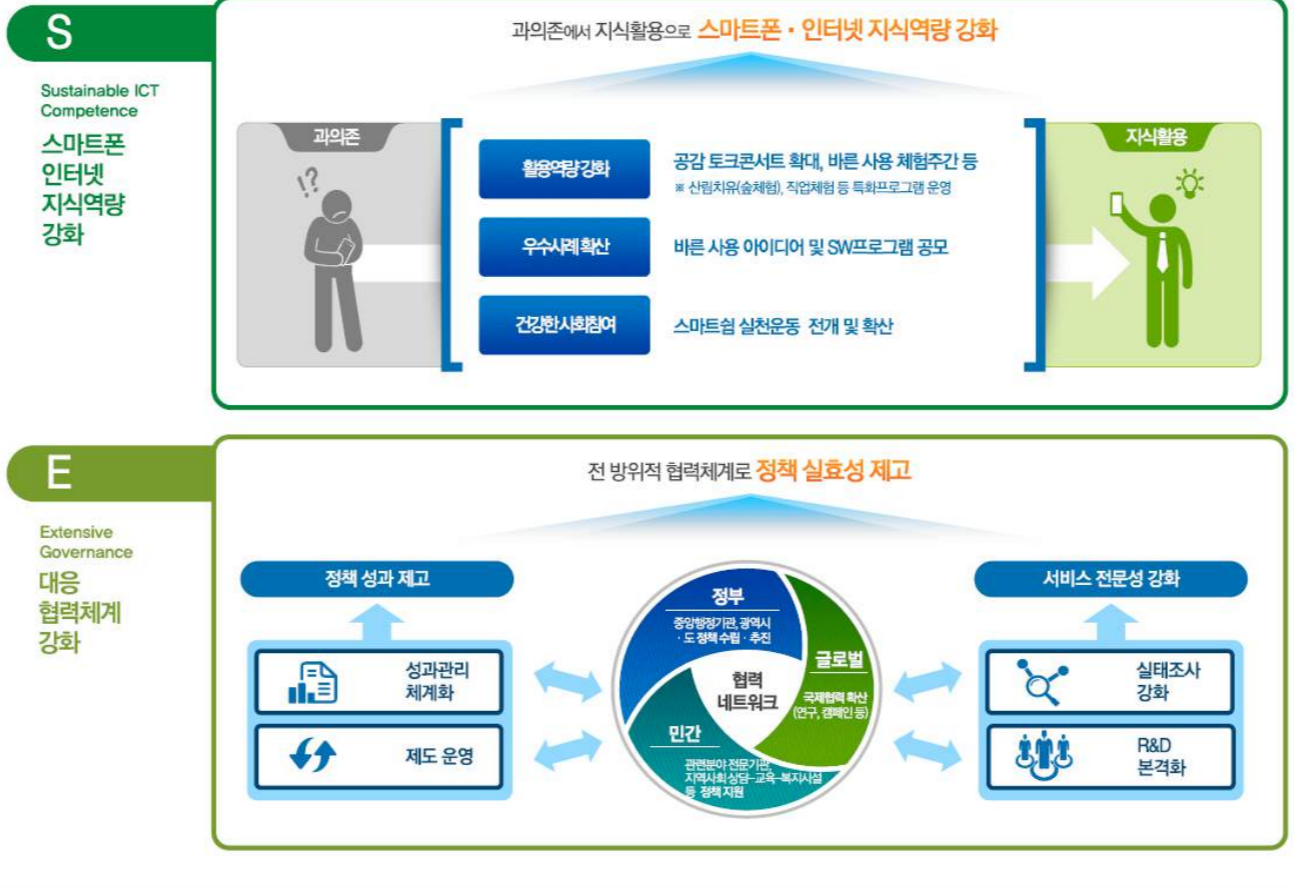 S
Sustainable ICT
Competence
스마트폰
인터넷
지식역량
강화
과의존에서 지식활용으로 스마트폰·인터넷 지식역량 강화
과의존
!?
활용역량 강화
공감 토크콘서트 확대, 바른 사용 체험주간 등
※ 산림치유(숲체험), 직업체험 등 특화프로그램 운영
우수사례 확산
바른 사용 아이디어 및 SW프로그램 공모
건강한 사회참여
스마트쉼 실천운동 전개 및 확산
지식활용
E
Extensive
Governance
대응
협력체계
강화
전 방위적 협력체계로 정책 실효성 제고
정책 성과 제고
성과관리
체계화
제도 운영
정부
중앙행정기관, 광역시
·도 정책 수립·추진
글로벌
국제협력 확산
(연구, 캠페인 등)
협력
네트워크
민간
관련분야 전문기관,
지역사회 상담-교육-복지시설
등 정책 지원
서비스 전문성 강화
실태조사
강화
R&D
본격화